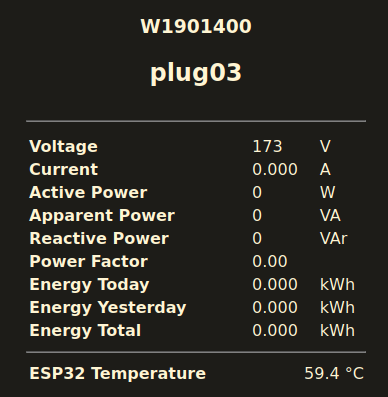 W1901400
plug03
Voltage 173 V
Current 0.000 A
Active Power 0 W
Apparent Power 0 VA
Reactive Power 0 VAr
Power Factor 0.00
Energy Today 0.000 kWh
Energy Yesterday 0.000 kWh
Energy Total 0.000 kWh
ESP32 Temperature 59.4 °C